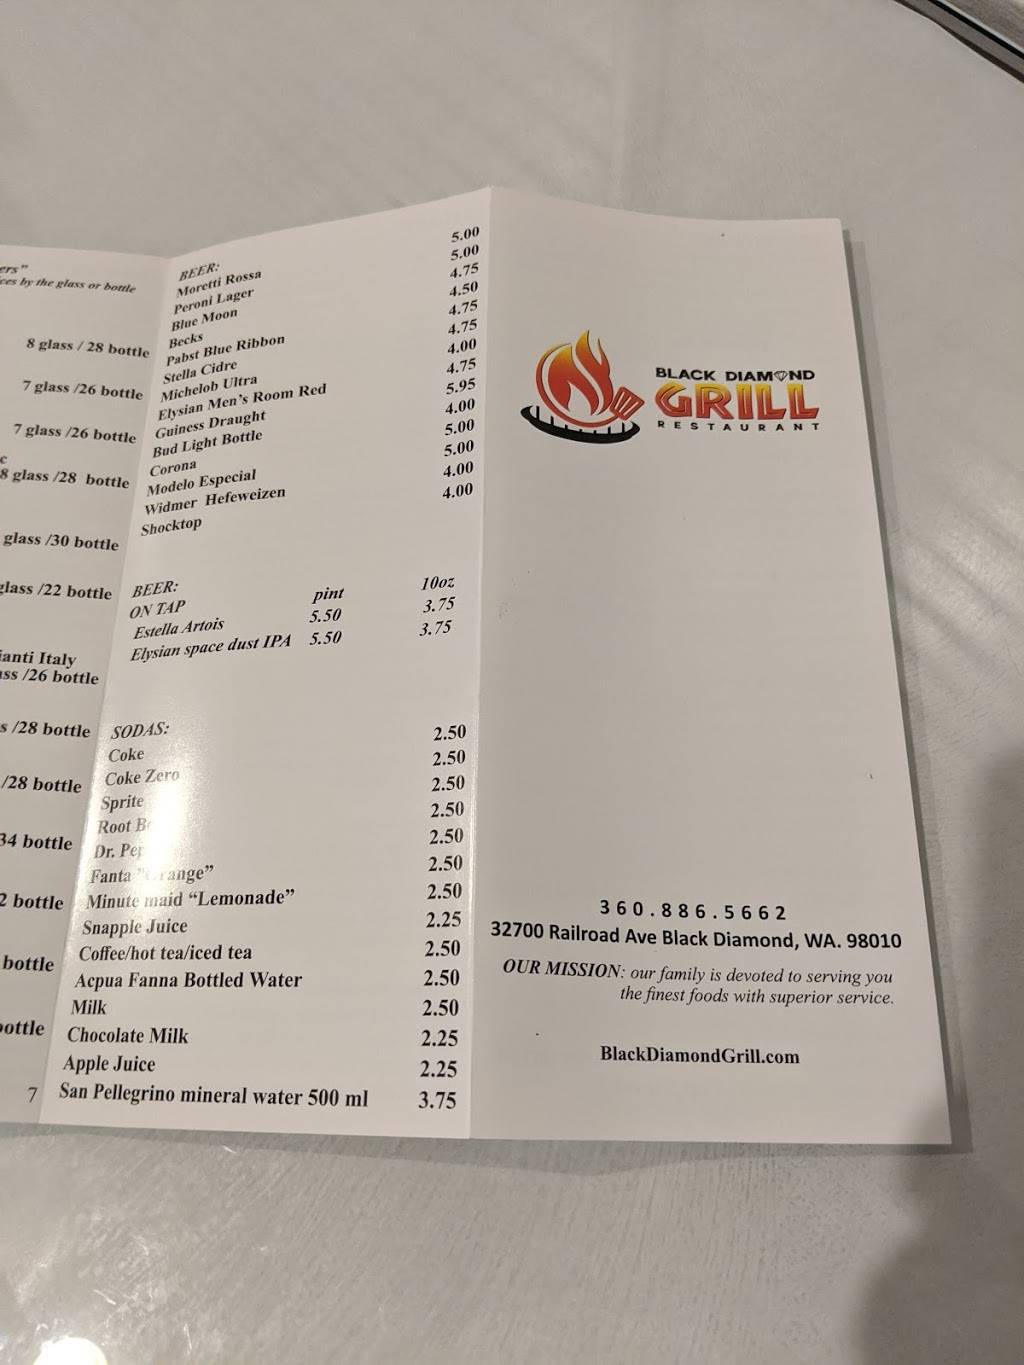 ers"
ces by the glass or bottle
8 glass / 28 bottle
7 glass /26 bottle
7 glass /26 bottle
c
8 glass /28 bottle
glass /30 bottle
glass /22 bottle
ianti Italy
ss /26 bottle
s /28 bottle
/28 bottle
34 bottle
2 bottle
bottle
bottle
7
BEER:
Moretti Rossa 5.00
Peroni Lager 5.00
Blue Moon 4.75
Becks 4.50
Pabst Blue Ribbon 4.75
Stella Cidre 4.75
Michelob Ultra 4.00
Elysian Men's Room Red 4.75
Guiness Draught 5.95
Bud Light Bottle 4.00
Corona 5.00
Modelo Especial 5.00
Widmer Hefeweizen 4.00
Shocktop 4.00
BEER:
ON TAP pint 10oz
Estella Artois 5.50 3.75
Elysian space dust IPA 5.50 3.75
SODAS:
Coke 2.50
Coke Zero 2.50
Sprite 2.50
Root 2.50
Dr. 2.50
Fanta 2.50
Minute maid "Lemonade" 2.50
Snapple Juice 2.25
Coffee/hot tea/iced tea 2.50
Acpua Fanna Bottled Water 2.50
Milk 2.50
Chocolate Milk 2.25
Apple Juice 2.25
San Pellegrino mineral water 500 ml 3.75
BLACK DIAMOND
GRILL
RESTAURANT
360.886.5662
32700 Railroad Ave Black Diamond, WA. 98010
OUR MISSION: our family is devoted to serving you
the finest foods with superior service.
BlackDiamondGrill.com